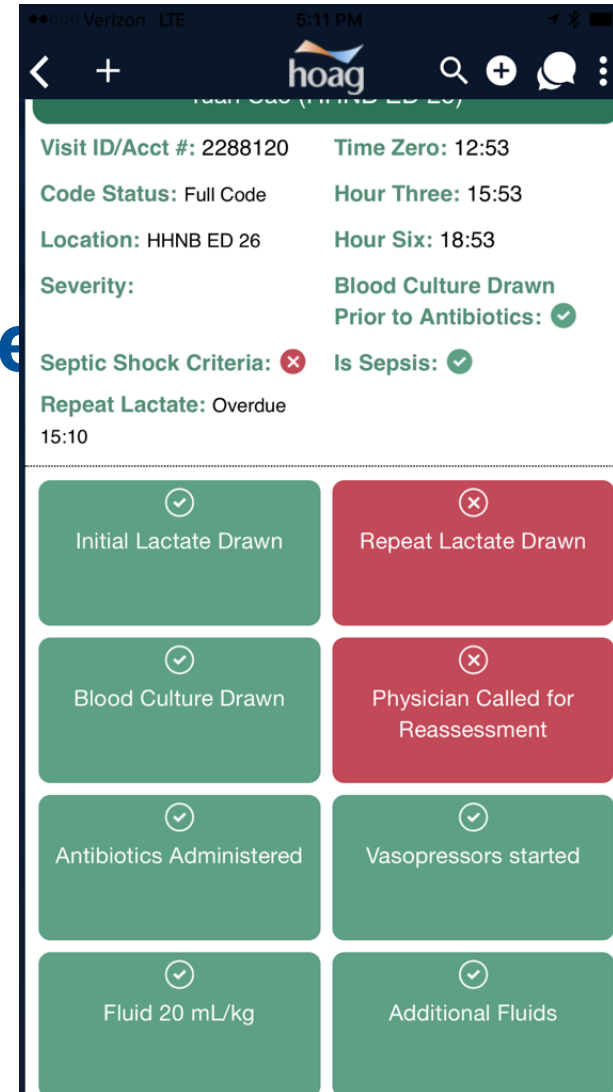 Verizon LTE 5:11 PM
hoag
(HHNB ED 26)
Visit ID/Acct #: 2288120 Time Zero: 12:53
Code Status: Full Code Hour Three: 15:53
Location: HHNB ED 26 Hour Six: 18:53
Severity: Blood Culture Drawn
Prior to Antibiotics:
Septic Shock Criteria: Is Sepsis:
Repeat Lactate: Overdue
15:10
Initial Lactate Drawn
Repeat Lactate Drawn
Blood Culture Drawn
Physician Called for
Reassessment
Antibiotics Administered
Vasopressors started
Fluid 20 mL/kg
Additional Fluids